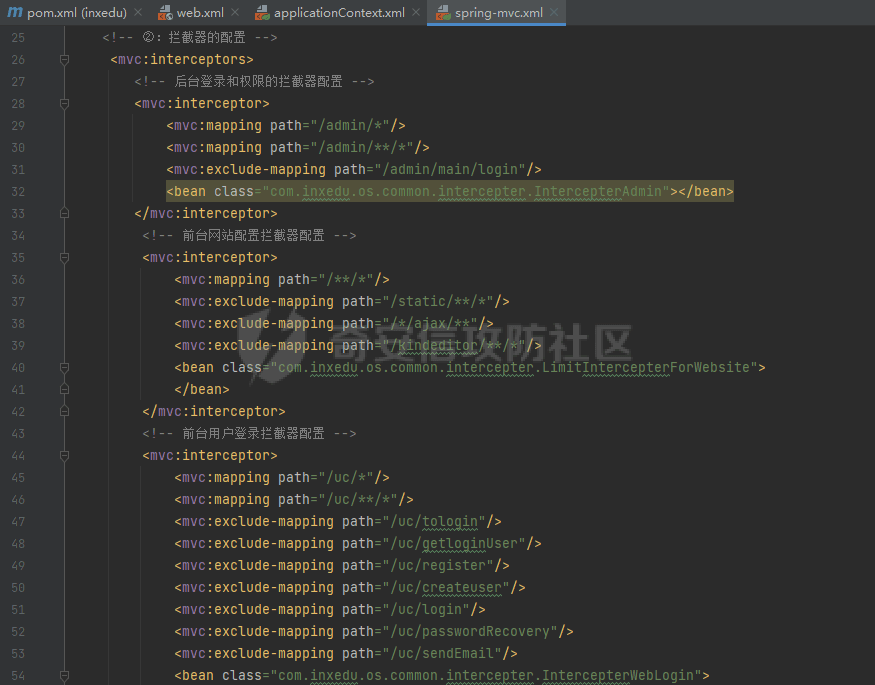 pom.xml (inxedu) × web.xml × applicationContext.xml × spring-mvc.xml ×
25 <!-- ②: 拦截器的配置 -->
26 <mvc:interceptors>
27 <!-- 后台登录和权限的拦截器配置 -->
28 <mvc:interceptor>
29 <mvc:mapping path="/admin/*"/>
30 <mvc:mapping path="/admin/**/*"/>
31 <mvc:exclude-mapping path="/admin/main/login"/>
32 <bean class="com.inxedu.os.common.intercepter.IntercepterAdmin"></bean>
33 </mvc:interceptor>
34 <!-- 前台网站配置拦截器配置 -->
35 <mvc:interceptor>
36 <mvc:mapping path="/**/*"/>
37 <mvc:exclude-mapping path="/static/**/*"/>
38 <mvc:exclude-mapping path="/*/ajax/**"/>
39 <mvc:exclude-mapping path="/kindeditor/**/*"/>
40 <bean class="com.inxedu.os.common.intercepter.LimitIntercepterForWebsite">
41 </bean>
42 </mvc:interceptor>
43 <!-- 前台用户登录拦截器配置 -->
44 <mvc:interceptor>
45 <mvc:mapping path="/uc/*"/>
46 <mvc:mapping path="/uc/**/*"/>
47 <mvc:exclude-mapping path="/uc/tologin"/>
48 <mvc:exclude-mapping path="/uc/getloginUser"/>
49 <mvc:exclude-mapping path="/uc/register"/>
50 <mvc:exclude-mapping path="/uc/createuser"/>
51 <mvc:exclude-mapping path="/uc/login"/>
52 <mvc:exclude-mapping path="/uc/passwordRecovery"/>
53 <mvc:exclude-mapping path="/uc/sendEmail"/>
54 <bean class="com.inxedu.os.common.intercepter.IntercepterWebLogin">
奇安信攻防社区